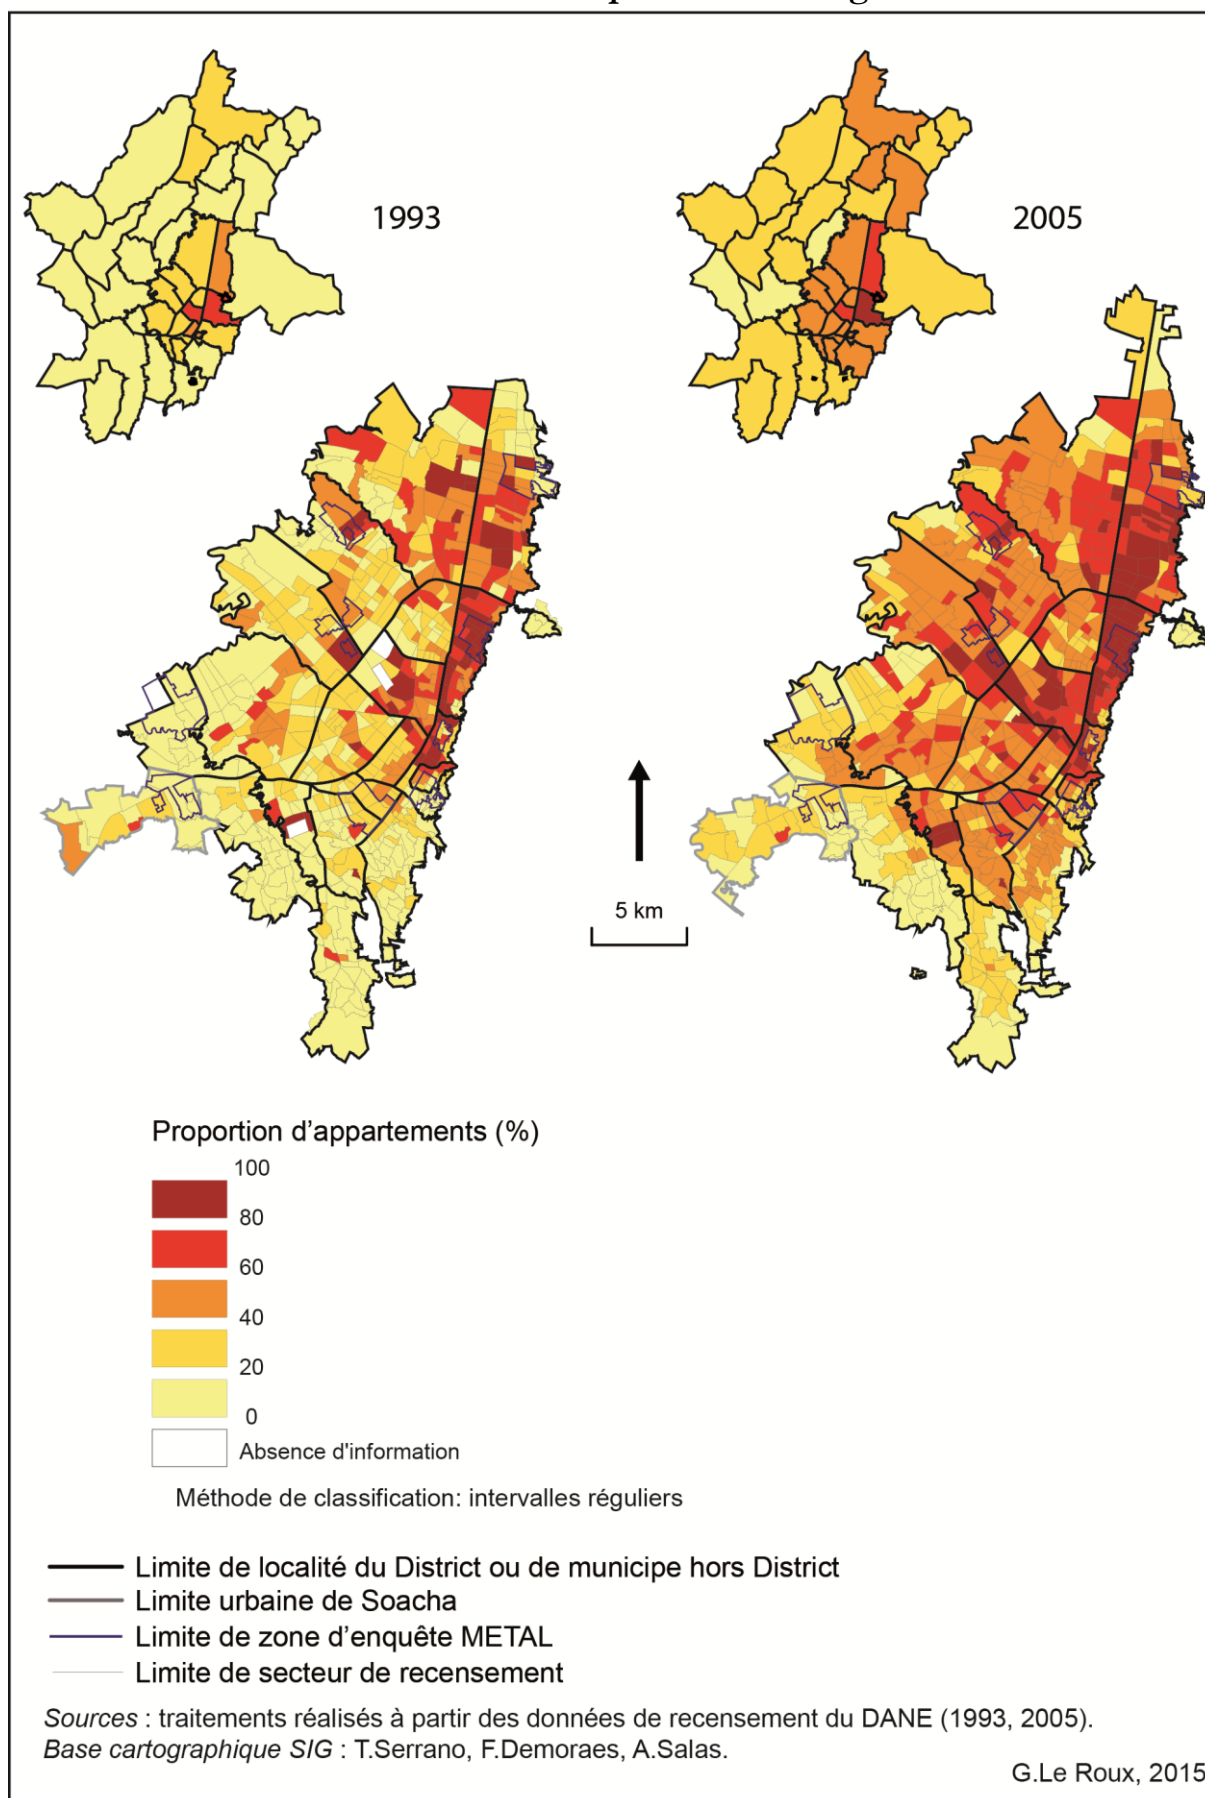 1993
2005
5 km
Proportion d'appartements (%)
100
80
60
40
20
0
Absence d'information
Méthode de classification: intervalles réguliers
Limite de localité du District ou de municipe hors District
Limite urbaine de Soacha
Limite de zone d'enquête METAL
Limite de secteur de recensement
Sources : traitements réalisés à partir des données de recensement du DANE (1993, 2005).
Base cartographique SIG : T.Serrano, F.Demoraes, A.Salas.
G.Le Roux, 2015